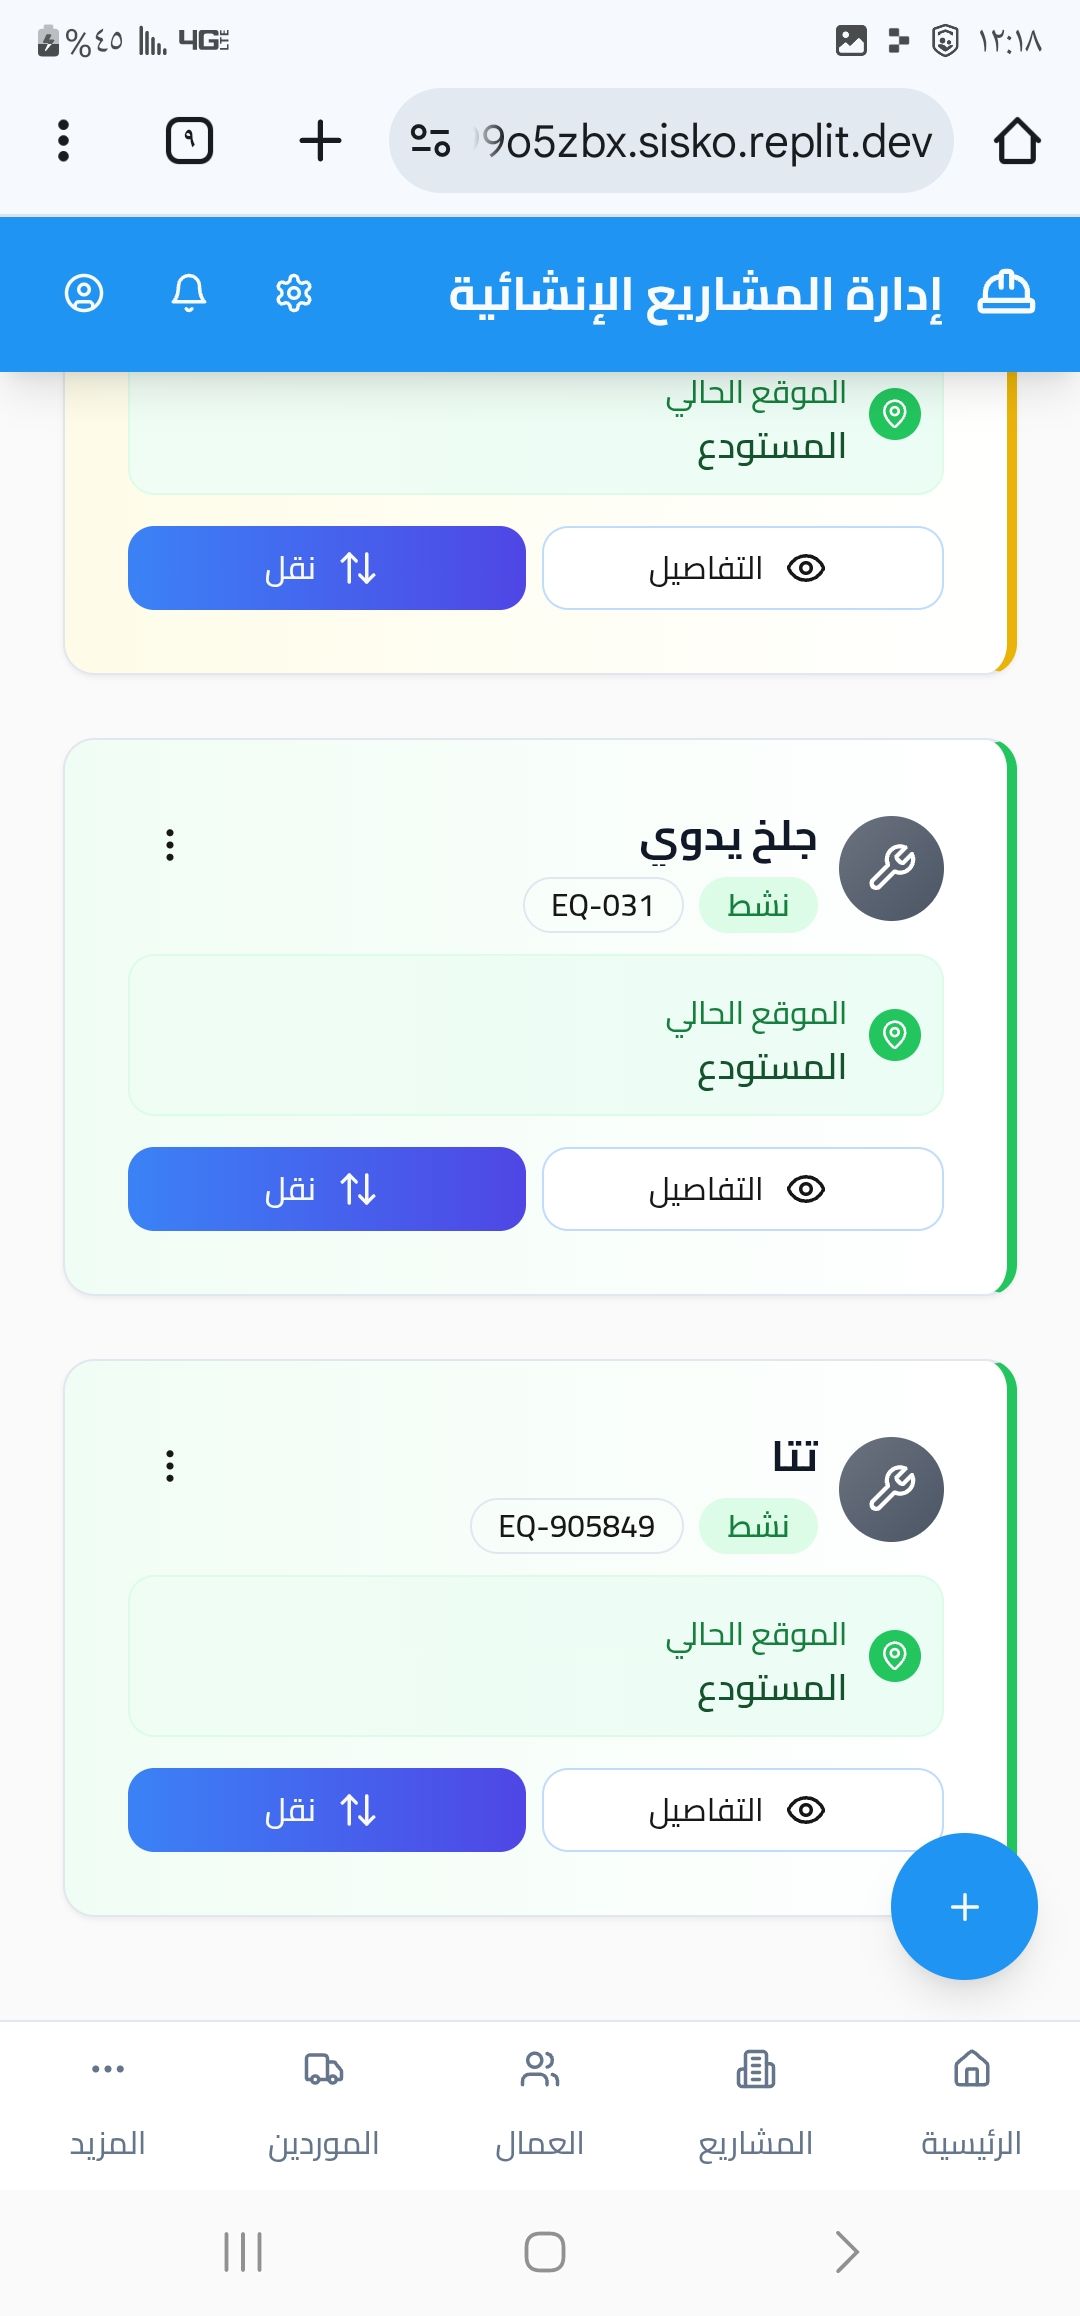 ١٢:١٨
%٤٥ 4G LTE
9o5zbx.sisko.replit.dev
٩
إدارة المشاريع الإنشائية
الموقع الحالي
المستودع
التفاصيل
نقل
جلخ يدوي
نشط
EQ-031
الموقع الحالي
المستودع
التفاصيل
نقل
تتا
نشط
EQ-905849
الموقع الحالي
المستودع
التفاصيل
نقل
الرئيسية
المشاريع
العمال
الموردين
المزيد